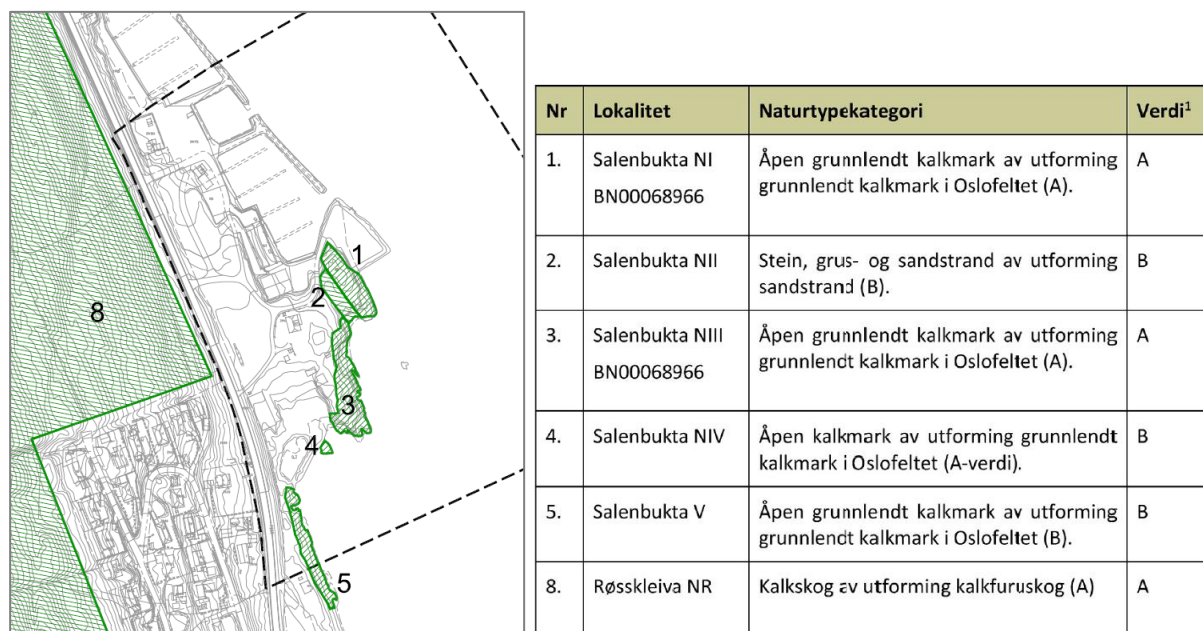 1
2
8
3
4
5
Nr Lokalitet Naturtypekategori Verdi¹
1. Salenbukta NI Åpen grunnlendt kalkmark av utforming A
BN00068966 grunnlendt kalkmark i Oslofeltet (A).
2. Salenbukta NII Stein, grus- og sandstrand av utforming B
sandstrand (B).
3. Salenbukta NIII Åpen grunnlendt kalkmark av utforming A
BN00068966 grunnlendt kalkmark i Oslofeltet (A).
4. Salenbukta NIV Åpen kalkmark av utforming grunnlendt B
kalkmark i Oslofeltet (A-verdi).
5. Salenbukta V Åpen grunnlendt kalkmark av utforming B
grunnlendt kalkmark i Oslofeltet (B).
8. Røsskleiva NR Kalkskog av utforming kalkfuruskog (A) A